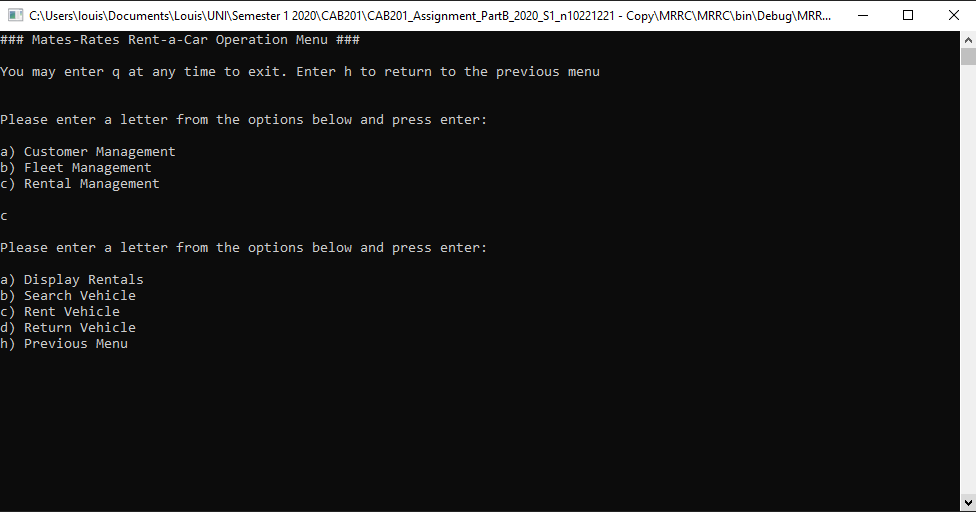 C:\Users\louis\Documents\Louis\UNI\Semester 1 2020\CAB201\CAB201_Assignment_PartB_2020_S1_n10221221 - Copy\MRRC\MRRC\bin\Debug\MRR...
### Mates-Rates Rent-a-Car Operation Menu ###
You may enter q at any time to exit. Enter h to return to the previous menu
Please enter a letter from the options below and press enter:
a) Customer Management
b) Fleet Management
c) Rental Management
c
Please enter a letter from the options below and press enter:
a) Display Rentals
b) Search Vehicle
c) Rent Vehicle
d) Return Vehicle
h) Previous Menu